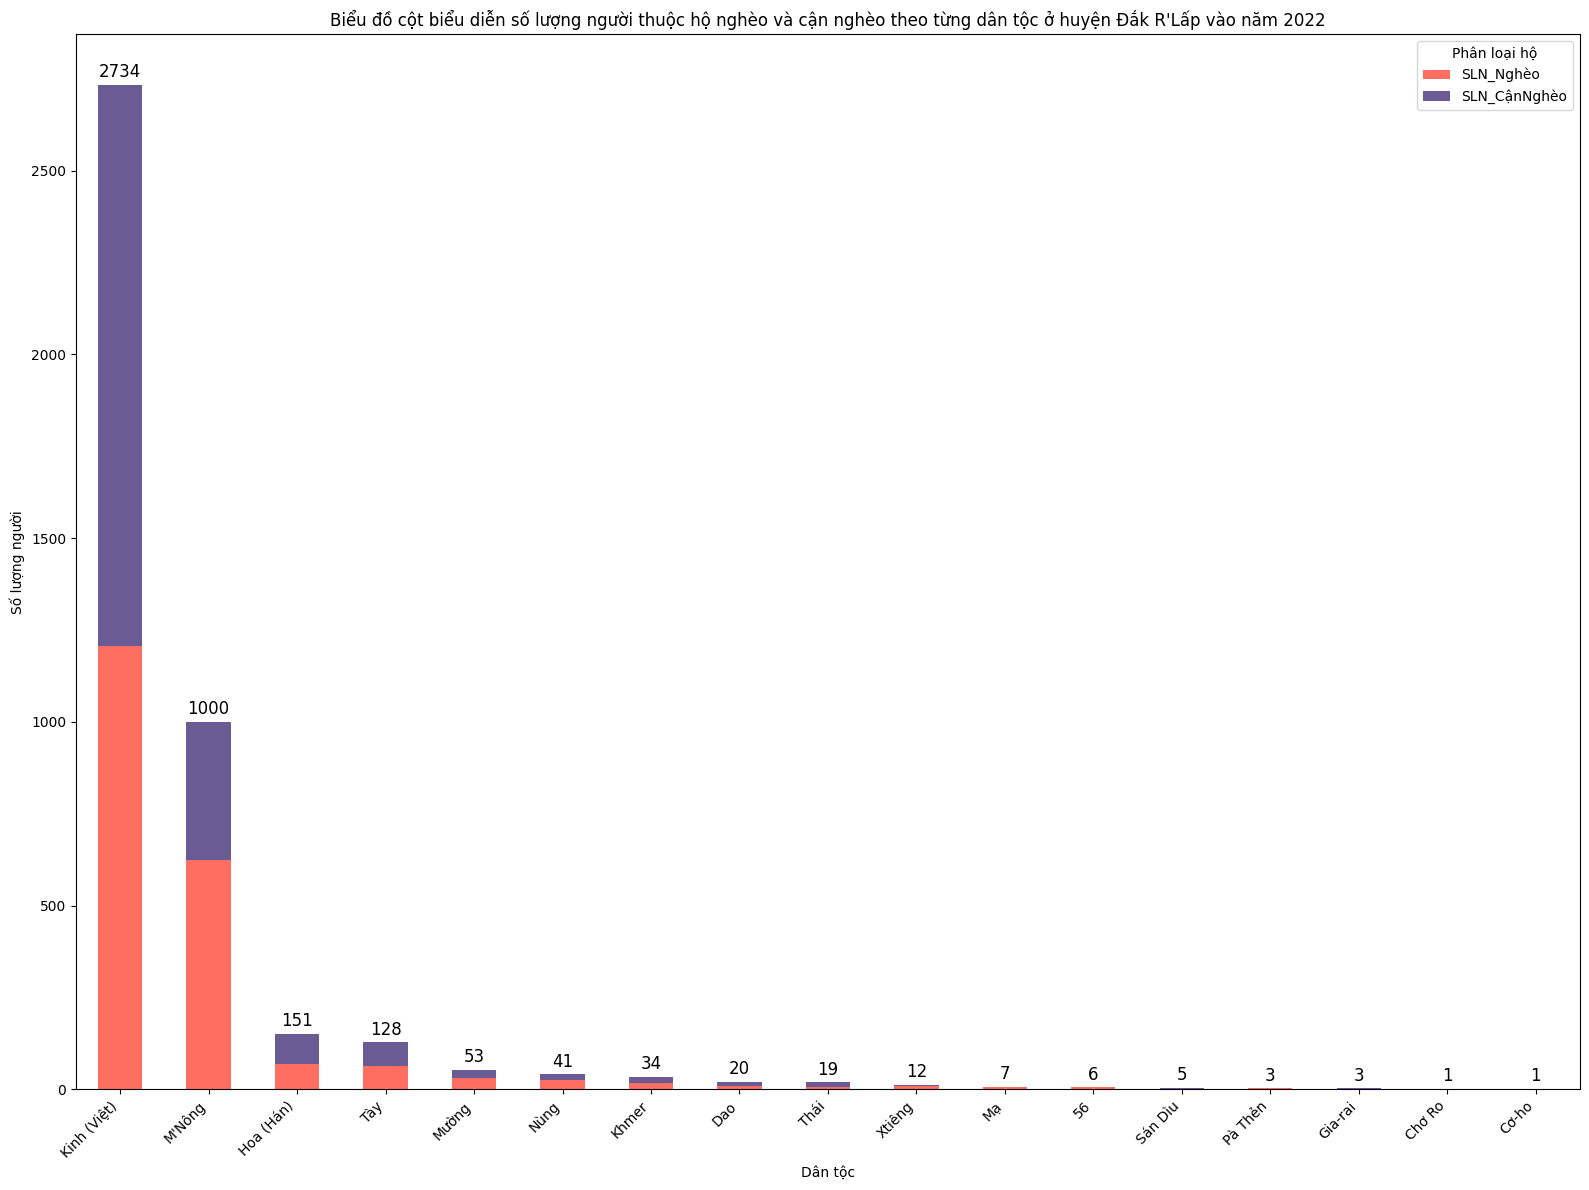 Biểu đồ cột biểu diễn số lượng người thuộc hộ nghèo và cận nghèo theo từng dân tộc ở huyện Đắk R'Lấp vào năm 2022
Phân loại hộ
SLN_Nghèo
SLN_CậnNghèo
Số lượng người
2500
2000
1500
1000
500
0
2734
1000
151
128
53
41
34
20
19
12
7
6
5
3
3
1
1
Kinh (Việt)
M'Nông
Hoa (Hán)
Tày
Mường
Nùng
Khmer
Dao
Thái
Xtiêng
Mạ
56
Sán Dìu
Pà Thẻn
Gia-rai
Chơ Ro
Cơ-ho
Dân tộc